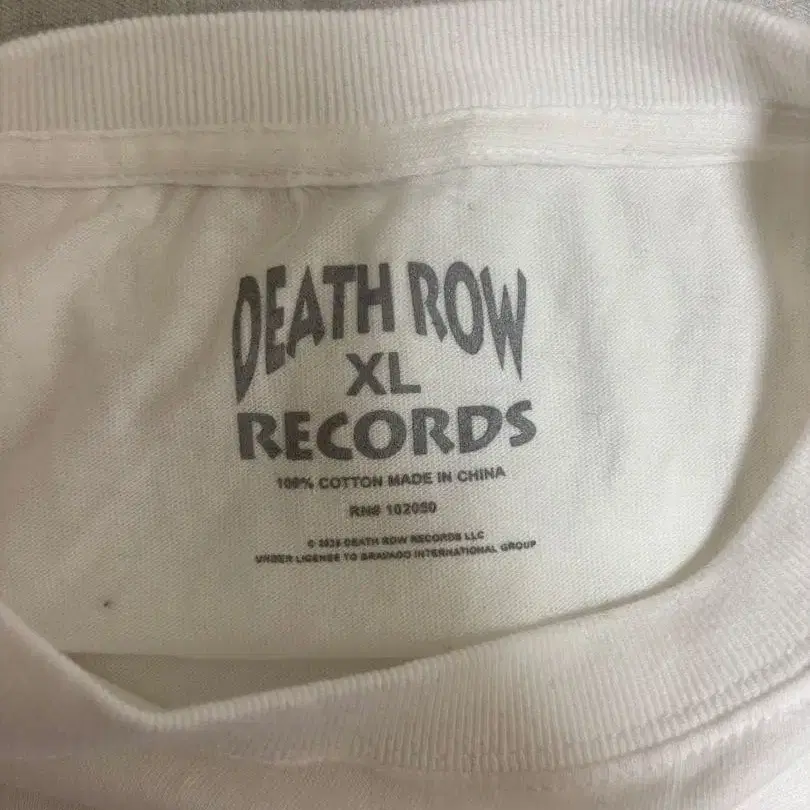 DEATH ROW
XL
RECORDS
100% COTTON MADE IN CHINA
RN# 102050
© DEATH ROW RECORDS LLC
UNDER LICENSE TO BRAVADO INTERNATIONAL GROUP